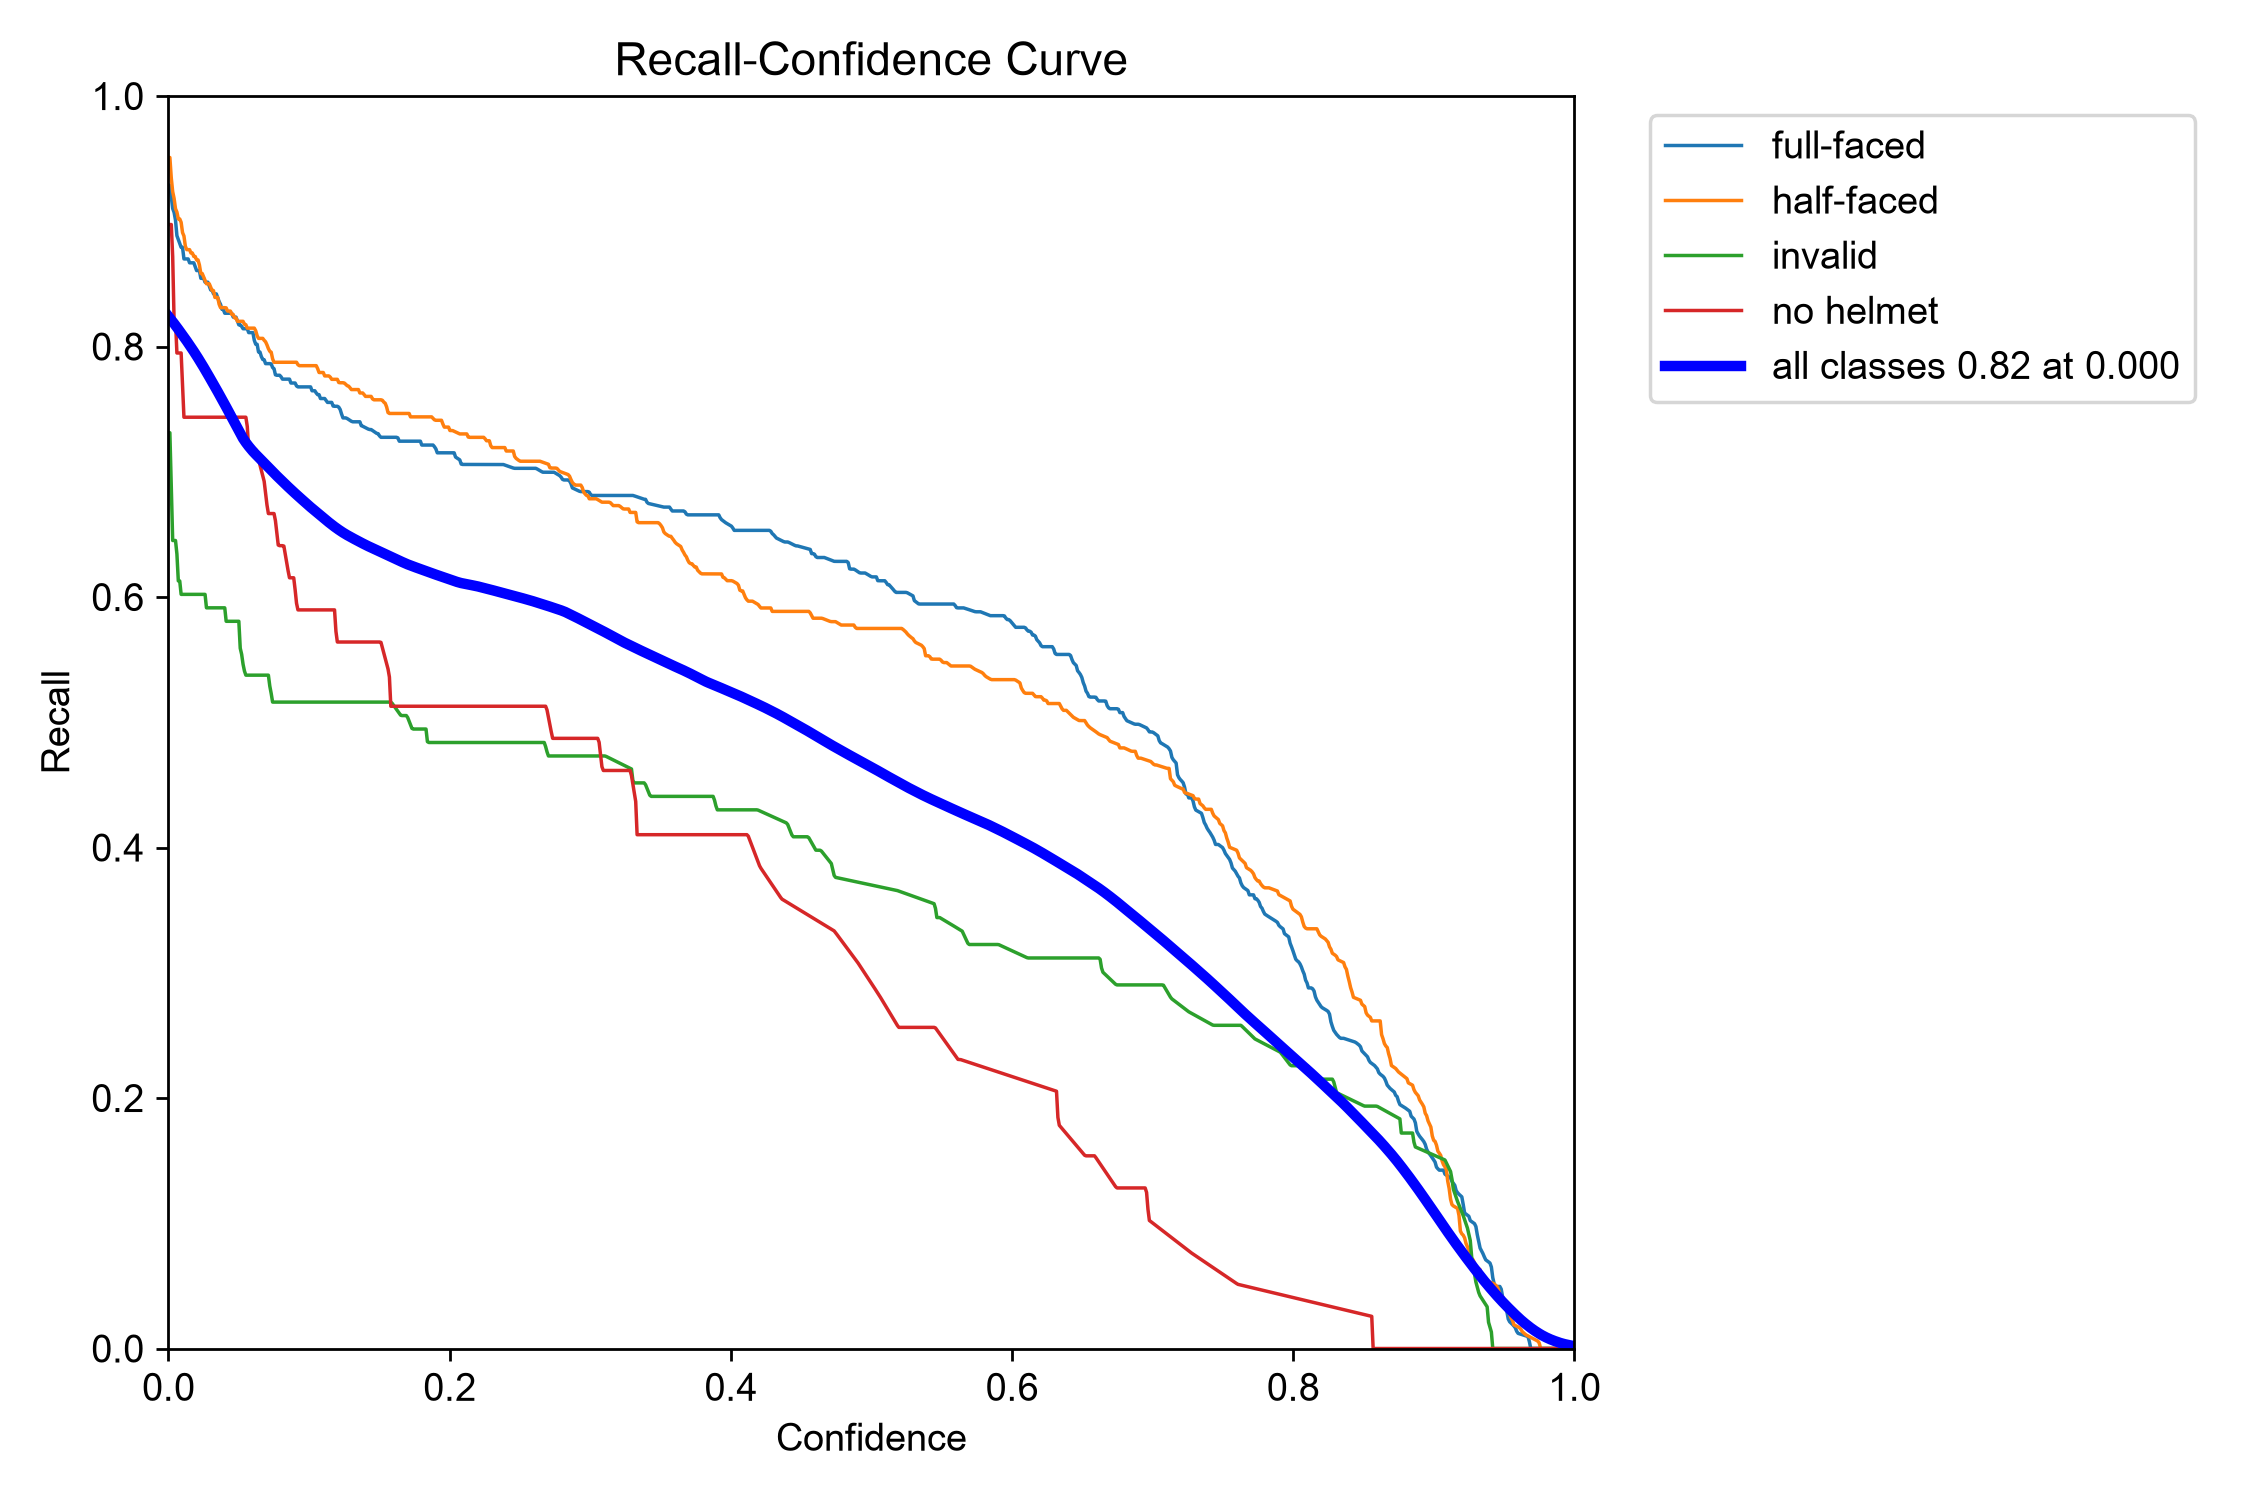 Recall-Confidence Curve
1.0
0.8
0.6
0.4
0.2
0.0
Recall
0.0 0.2 0.4 0.6 0.8 1.0
Confidence
full-faced
half-faced
invalid
no helmet
all classes 0.82 at 0.000